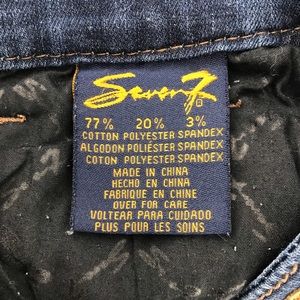 Seven7
77% 20% 3%
COTTON POLYESTER SPANDEX
ALGODON POLIÉSTER SPANDEX
COTON POLYESTER SPANDEX
MADE IN CHINA
HECHO EN CHINA
FABRIQUE EN CHINE
OVER FOR CARE
VOLTEAR PARA CUIDADO
PLUS POUR LES SOINS